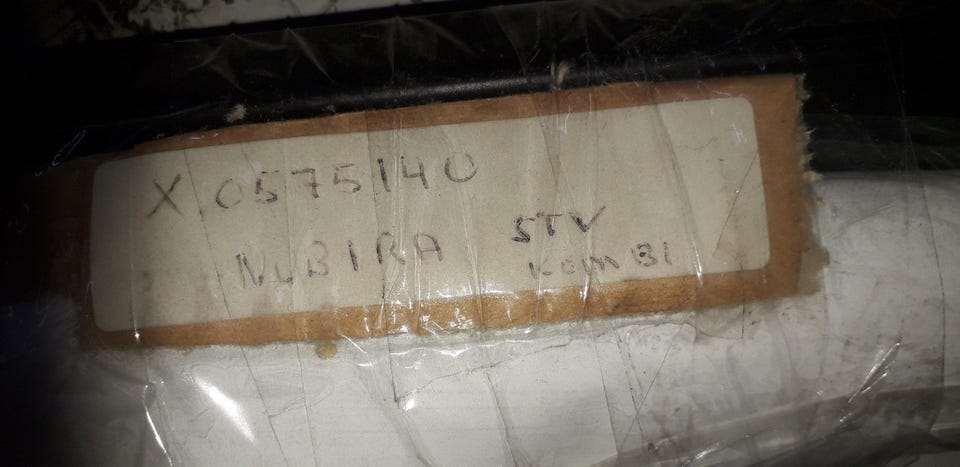 X 0575140
NUBIRA STV
KOMBI